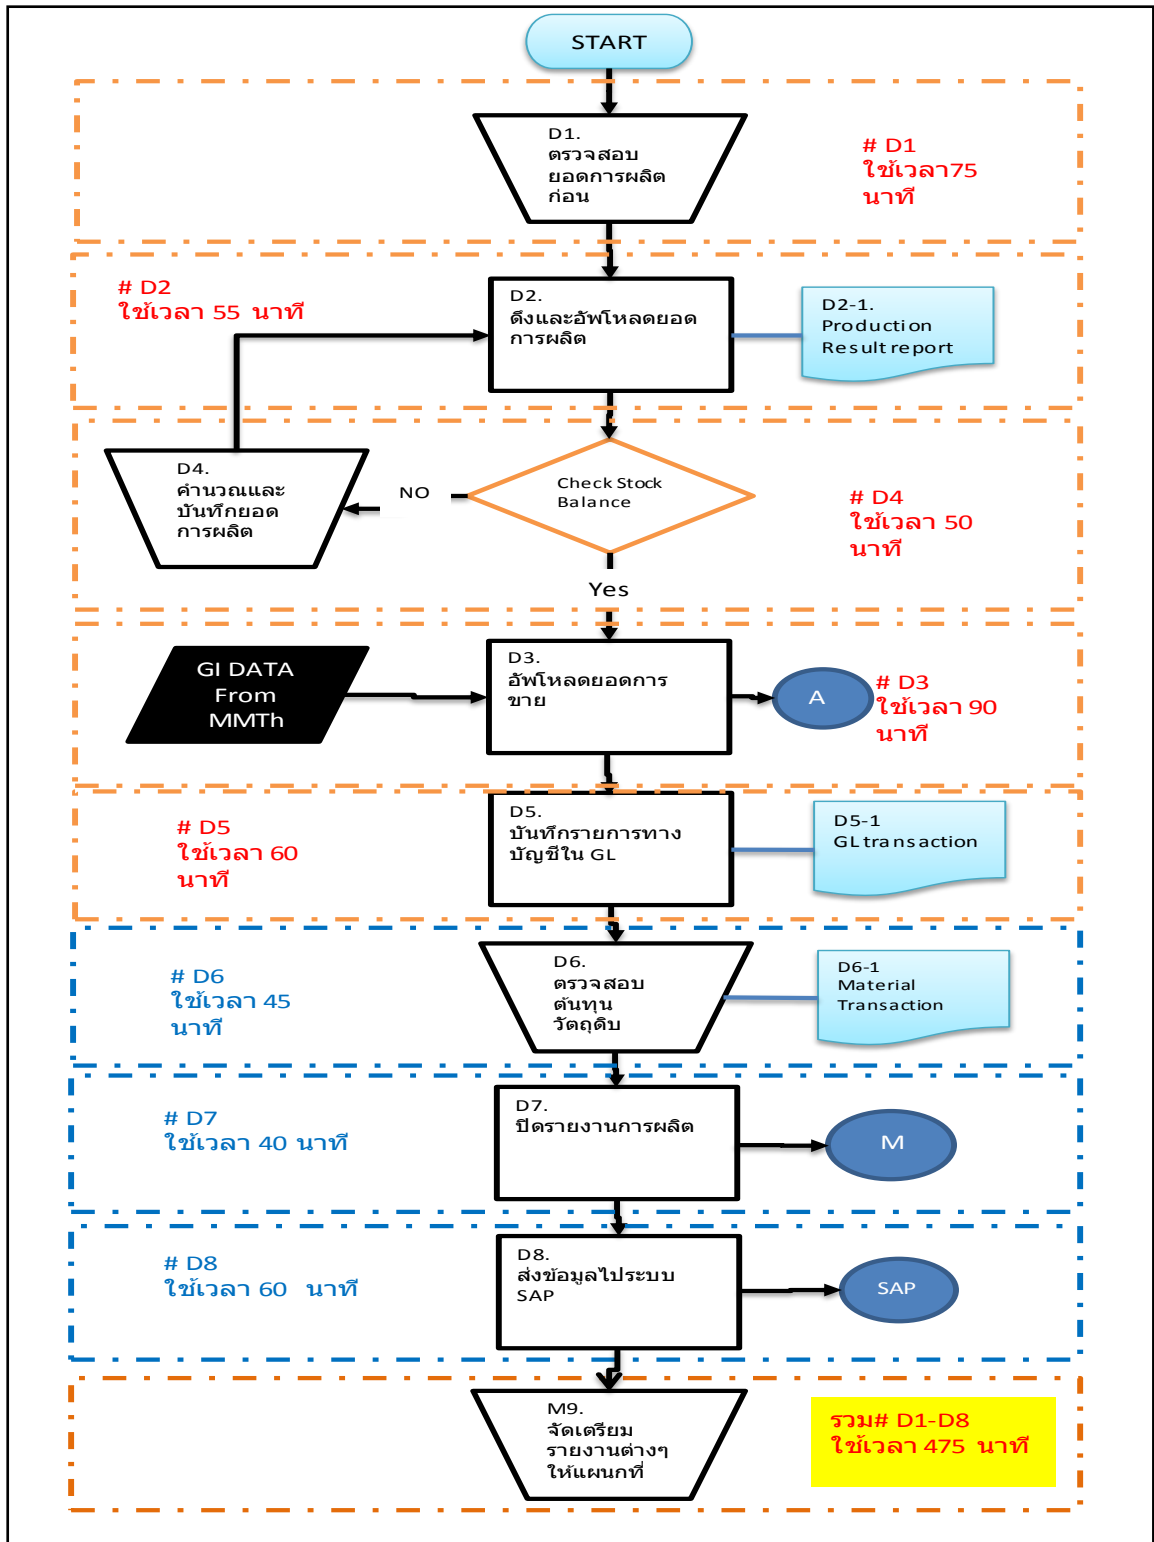 START
D1.
ตรวจสอบ
ยอดการผลิต
ก่อน
# D1
ใช้เวลา75
นาที
# D2
ใช้เวลา 55 นาที
D2.
ดึงและอัพโหลดยอด
การผลิต
D2-1.
Production
Result report
D4.
คำนวณและ
บันทึกยอด
การผลิต
NO
Check Stock
Balance
# D4
ใช้เวลา 50
นาที
Yes
GI DATA
From
MMTh
D3.
อัพโหลดยอดการ
ขาย
A
# D3
ใช้เวลา 90
นาที
# D5
ใช้เวลา 60
นาที
D5.
บันทึกรายการทาง
บัญชีใน GL
D5-1
GL transaction
# D6
ใช้เวลา 45
นาที
D6.
ตรวจสอบ
ต้นทุน
วัตถุดิบ
D6-1
Material
Transaction
# D7
ใช้เวลา 40 นาที
D7.
ปิดรายงานการผลิต
M
# D8
ใช้เวลา 60 นาที
D8.
ส่งข้อมูลไประบบ
SAP
SAP
M9.
จัดเตรียม
รายงานต่างๆ
ให้แผนกที่
รวม# D1-D8
ใช้เวลา 475 นาที